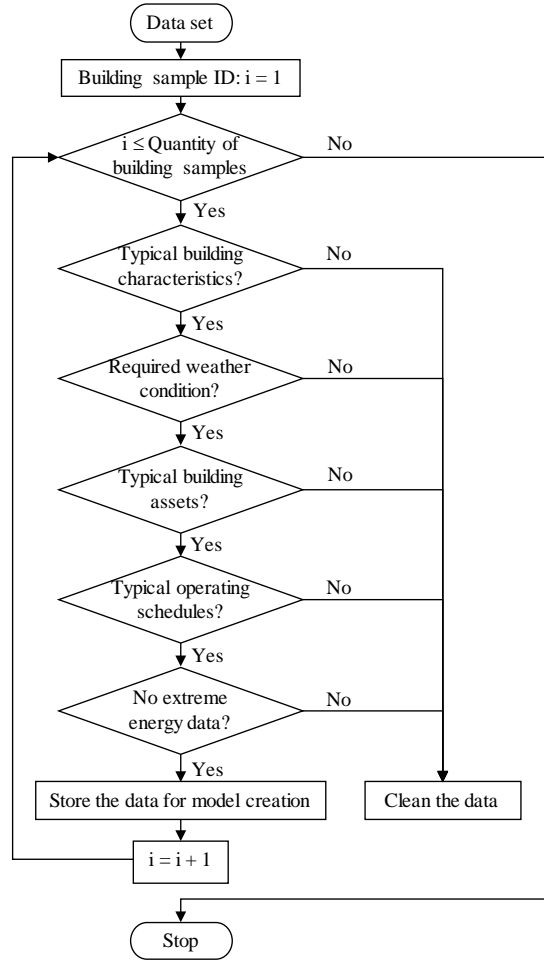 Data set
Building sample ID: i = 1
i ≤ Quantity of
building samples
No
Yes
Typical building
characteristics?
No
Yes
Required weather
condition?
No
Yes
Typical building
assets?
No
Yes
Typical operating
schedules?
No
Yes
No extreme
energy data?
No
Yes
Store the data for model creation
Clean the data
i = i + 1
Stop